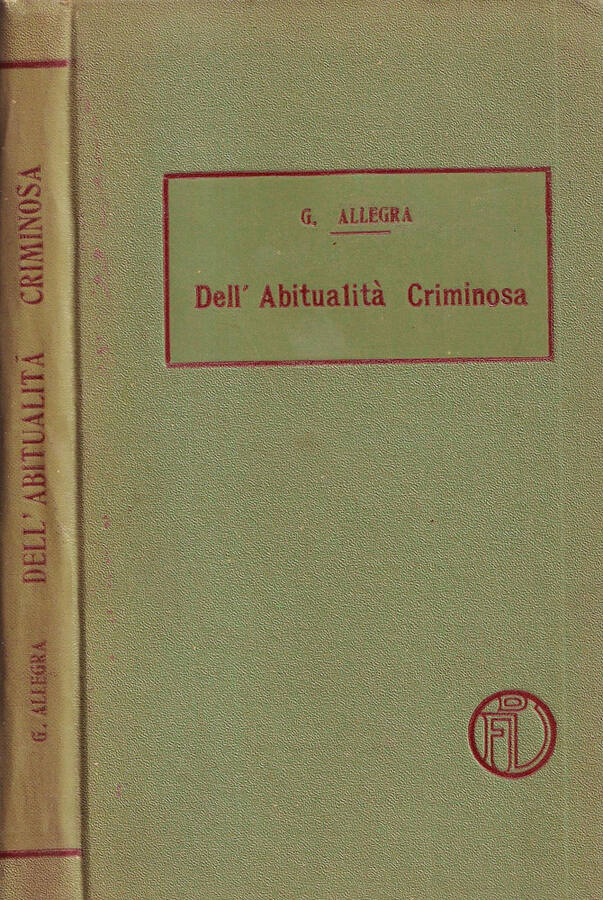 G. ALLEGRA
Dell' Abitualità Criminosa
G. ALLEGRA DELL' ABITUALITÀ CRIMINOSA